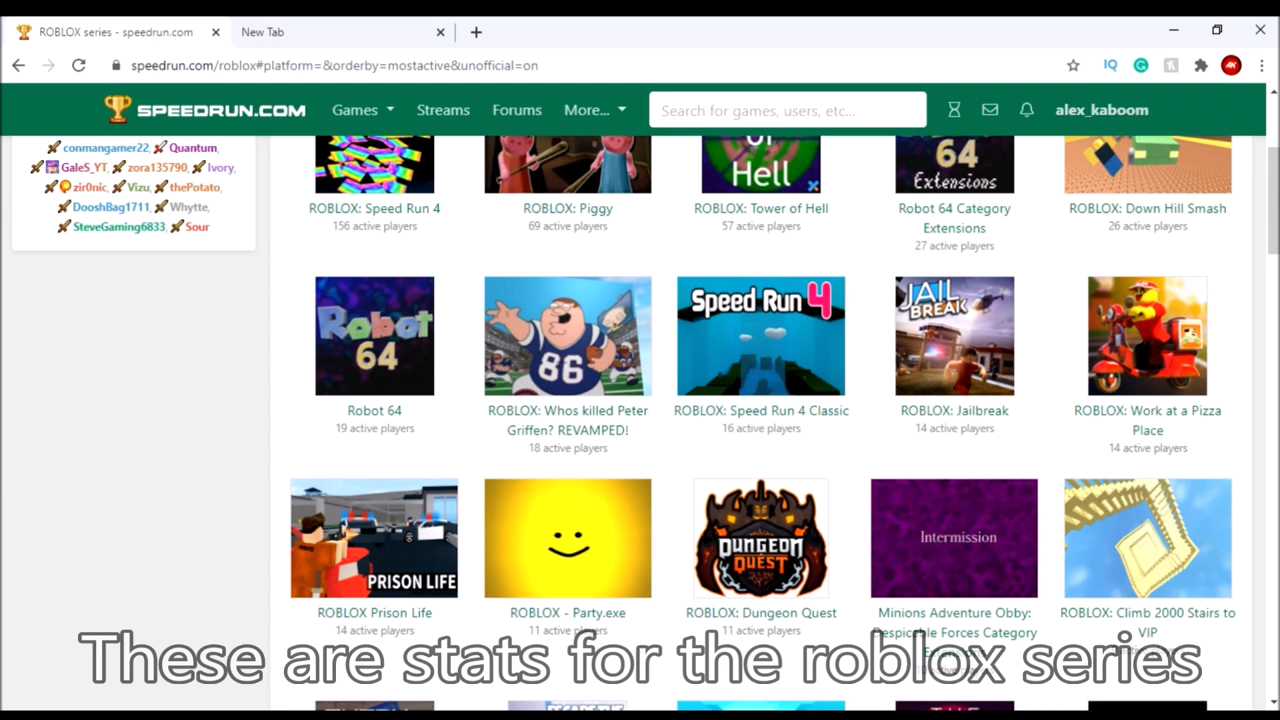 ROBLOX series - speedrun.com
New Tab
speedrun.com/roblox#platform=&orderby=mostactive&unofficial=on
IQ
SPEEDRUN.COM
Games
Streams
Forums
More...
Search for games, users, etc...
alex_kaboom
conmangamer22, Quantum,
GaleS_YT, zora135790, Ivory,
zir0nic, Vizu, thePotato,
DooshBag1711, Whytte,
SteveGaming6833, Sour
of
Hell
64
Extensions
ROBLOX: Speed Run 4
156 active players
ROBLOX: Piggy
69 active players
ROBLOX: Tower of Hell
57 active players
Robot 64 Category
Extensions
27 active players
ROBLOX: Down Hill Smash
26 active players
Robot
64
86
Speed Run 4
JAIL
BREAK
Robot 64
19 active players
ROBLOX: Whos killed Peter
Griffen? REVAMPED!
18 active players
ROBLOX: Speed Run 4 Classic
16 active players
ROBLOX: Jailbreak
14 active players
ROBLOX: Work at a Pizza
Place
14 active players
PRISON LIFE
DUNGEON
QUEST
Intermission
ROBLOX Prison Life
14 active players
ROBLOX - Party.exe
11 active players
ROBLOX: Dungeon Quest
11 active players
Minions Adventure Obby:
Despicable Forces Category
ROBLOX: Climb 2000 Stairs to
VIP
These are stats for the roblox series